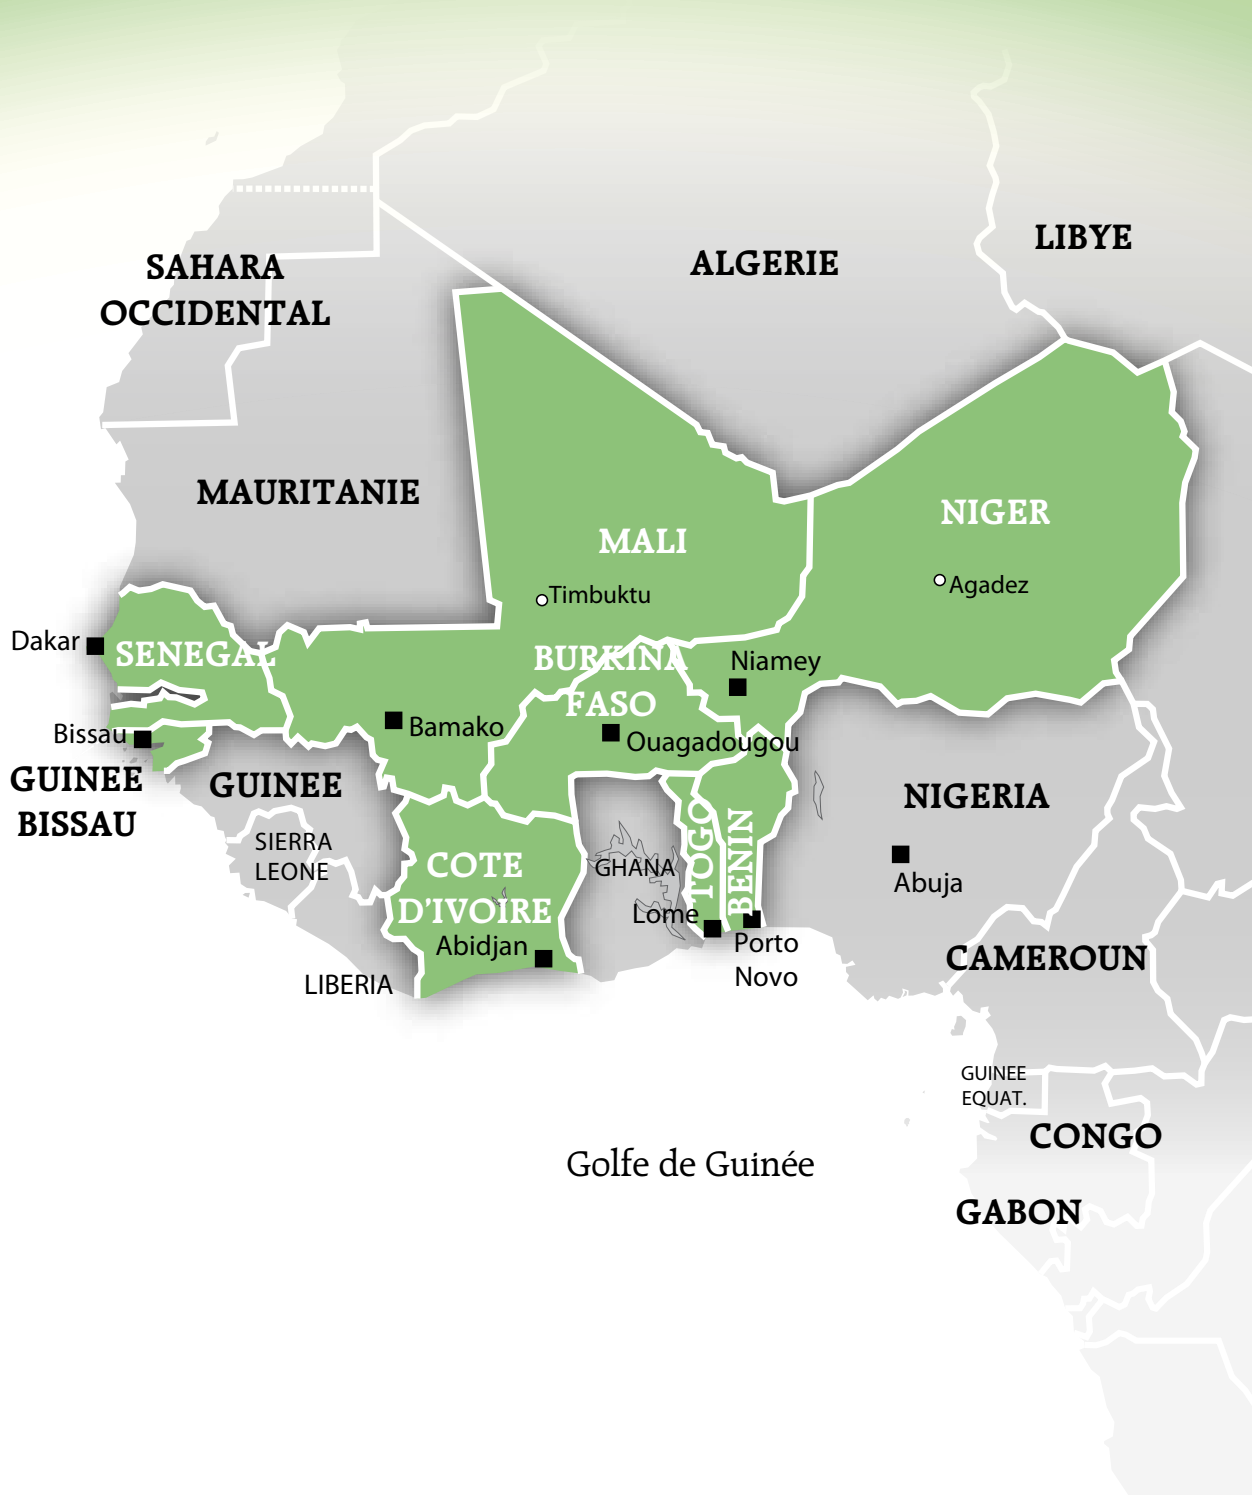 LIBYE
ALGERIE
SAHARA
OCCIDENTAL
MAURITANIE
NIGER
MALI
Agadez
Timbuktu
Dakar
SENEGAL
BURKINA
FASO
Niamey
Bamako
Ouagadougou
Bissau
GUINEE
BISSAU
GUINEE
NIGERIA
SIERRA
LEONE
COTE
D'IVOIRE
GHANA
TOGO
BENIN
Abuja
Lome
Abidjan
Porto
Novo
CAMEROUN
LIBERIA
GUINEE
EQUAT.
CONGO
Golfe de Guinée
GABON